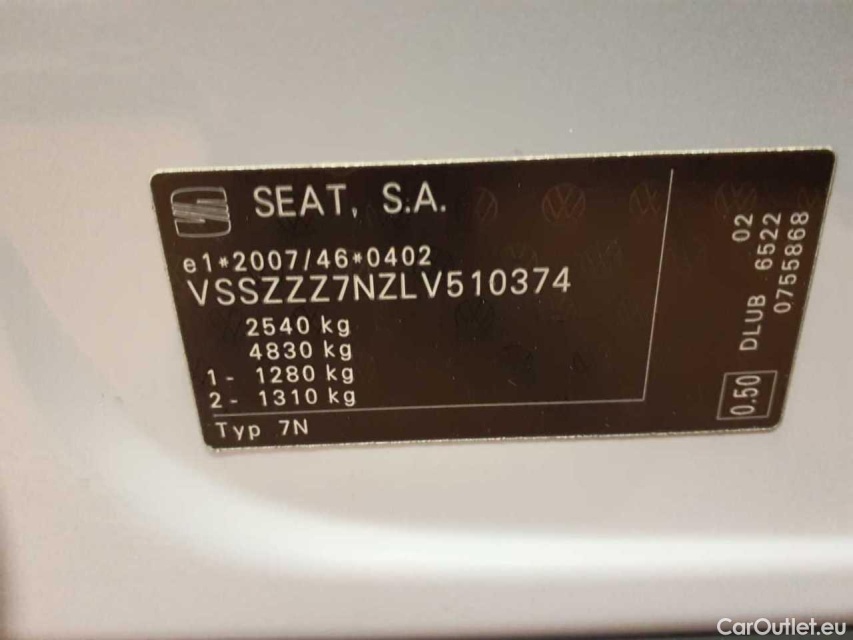 SEAT, S.A.
e1*2007/46*0402
VSSZZZ7NZLV510374
2540 kg
4830 kg
1- 1280 kg
2- 1310 kg
Typ 7N
02
DLUB 6522
0755868
0.50
CarOutlet.eu